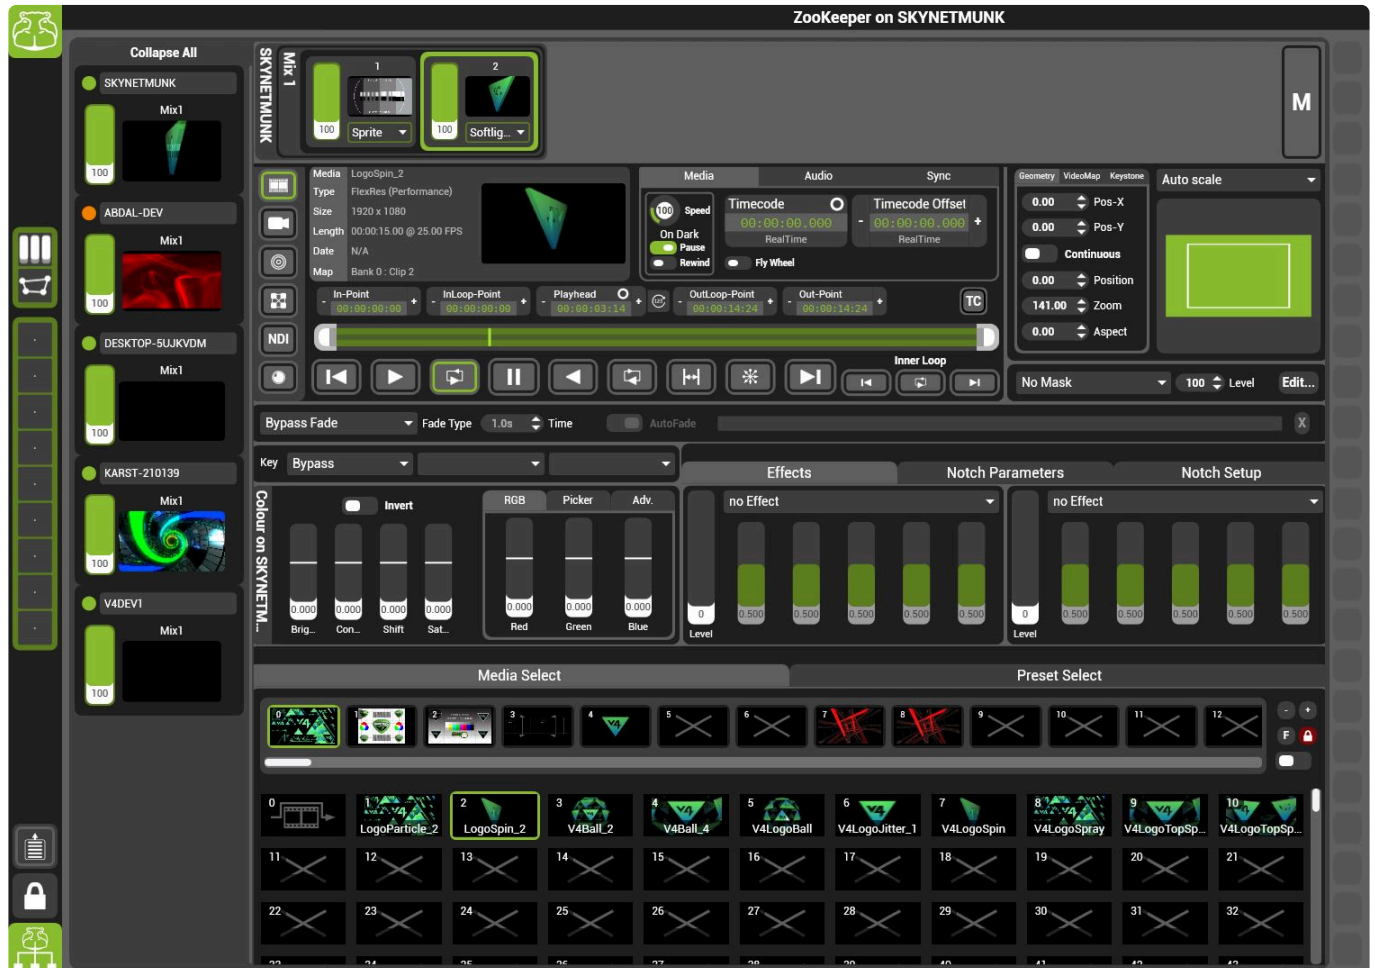 ZooKeeper on SKYNETMUNK
Collapse All
SKYNETMUNK
Mix1
100
ABDAL-DEV
Mix1
100
DESKTOP-5UJKVDM
Mix1
100
KARST-210139
Mix1
100
V4DEV1
Mix1
100
SKYNETMUNK
Mix 1
1
100
Sprite
2
100
Softlig...
M
Media LogoSpin_2
Type FlexRes (Performance)
Size 1920 x 1080
Length 00:00:15.00 @ 25.00 FPS
Date N/A
Map Bank 0 : Clip 2
NDI
Media Audio Sync
100 Speed
On Dark
Pause
Rewind
Timecode
00:00:00.000
RealTime
Fly Wheel
Timecode Offset
- 00:00:00.000 +
RealTime
In-Point
- 00:00:00:00 +
InLoop-Point
- 00:00:00:00 +
Playhead
- 00:00:03:14 +
OutLoop-Point
- 00:00:14:24 +
Out-Point
- 00:00:14:24 +
TC
Inner Loop
Geometry VideoMap Keystone
0.00 Pos-X
0.00 Pos-Y
Continuous
0.00 Position
141.00 Zoom
0.00 Aspect
Auto scale
No Mask 100 Level Edit...
Bypass Fade Fade Type 1.0s Time AutoFade X
Key Bypass
Colour on SKYNETM...
Invert
0.000 0.000 0.000 0.000
Brig... Con... Shift Sat...
RGB Picker Adv.
0.000 0.000 0.000
Red Green Blue
Effects Notch Parameters Notch Setup
no Effect
0 0.500 0.500 0.500 0.500 0.500
Level
no Effect
0 0.500 0.500 0.500 0.500 0.500
Level
Media Select Preset Select
0 1 2 3 4 5 6 7 8 9 10 11 12
V4
- +
F
0 1 2 3 4 5 6 7 8 9 10
LogoParticle_2 LogoSpin_2 V4Ball_2 V4Ball_4 V4LogoBall V4LogoJitter_1 V4LogoSpin V4LogoSpray V4LogoTopSp... V4LogoTopSp...
11 12 13 14 15 16 17 18 19 20 21
22 23 24 25 26 27 28 29 30 31 32